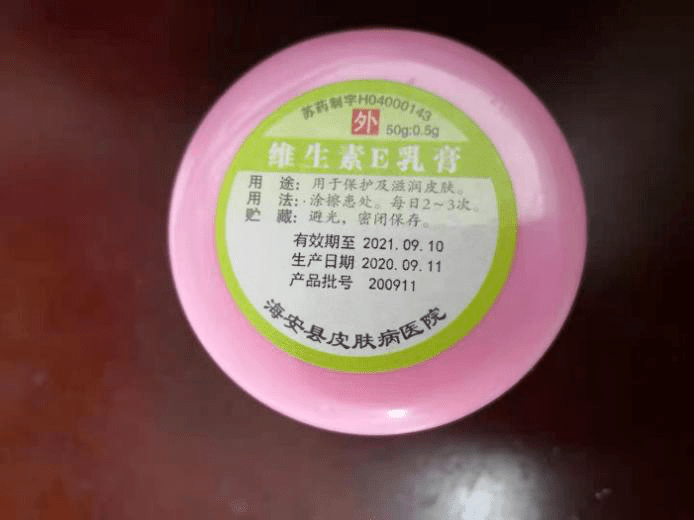 苏药制字H04000143
外 50g:0.5g
维生素E乳膏
用 途：用于保护及滋润皮肤。
用 法：涂擦患处。每日2～3次。
贮 藏：避光，密闭保存。
有效期至 2021.09.10
生产日期 2020.09.11
产品批号 200911
海安县皮肤病医院